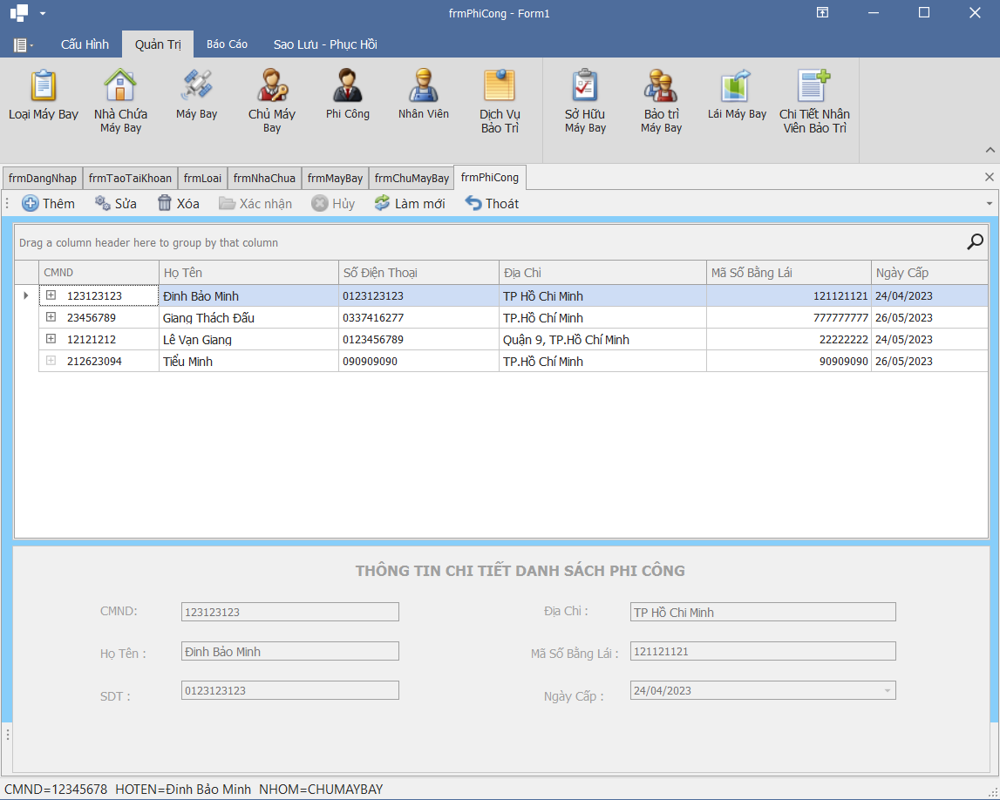 frmPhiCong - Form1
Cấu Hình Quản Trị Báo Cáo Sao Lưu - Phục Hồi
Loại Máy Bay
Nhà Chứa
Máy Bay
Máy Bay
Chủ Máy
Bay
Phi Công
Nhân Viên
Dịch Vụ
Bảo Trì
Sở Hữu
Máy Bay
Bảo trì
Máy Bay
Lái Máy Bay
Chi Tiết Nhân
Viên Bảo Trì
frmDangNhap frmTaoTaiKhoan frmLoai frmNhaChua frmMayBay frmChuMayBay frmPhiCong
Thêm Sửa Xóa Xác nhận Hủy Làm mới Thoát
Drag a column header here to group by that column
CMND Họ Tên Số Điện Thoại Địa Chỉ Mã Số Bằng Lái Ngày Cấp
123123123 Đinh Bảo Minh 0123123123 TP Hồ Chi Minh 121121121 24/04/2023
23456789 Giang Thách Đấu 0337416277 TP.Hồ Chí Minh 777777777 26/05/2023
12121212 Lê Vạn Giang 0123456789 Quận 9, TP.Hồ Chí Minh 22222222 24/05/2023
212623094 Tiểu Minh 090909090 TP.Hồ Chí Minh 90909090 26/05/2023
THÔNG TIN CHI TIẾT DANH SÁCH PHI CÔNG
CMND: 123123123 Địa Chỉ : TP Hồ Chi Minh
Họ Tên : Đinh Bảo Minh Mã Số Bằng Lái : 121121121
SDT : 0123123123 Ngày Cấp : 24/04/2023
CMND=12345678 HOTEN=Đinh Bảo Minh NHOM=CHUMAYBAY